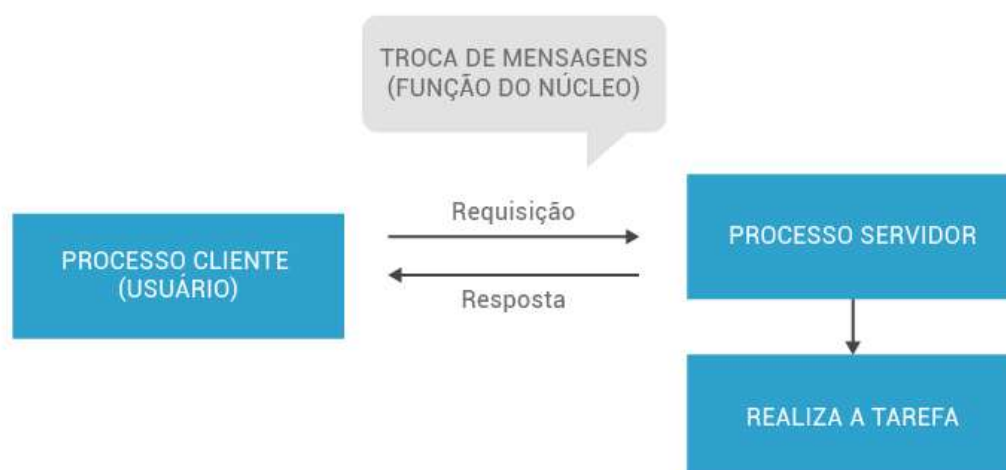 TROCA DE MENSAGENS
(FUNÇÃO DO NÚCLEO)
Requisição
PROCESSO SERVIDOR
PROCESSO CLIENTE
(USUÁRIO)
Resposta
REALIZA A TAREFA